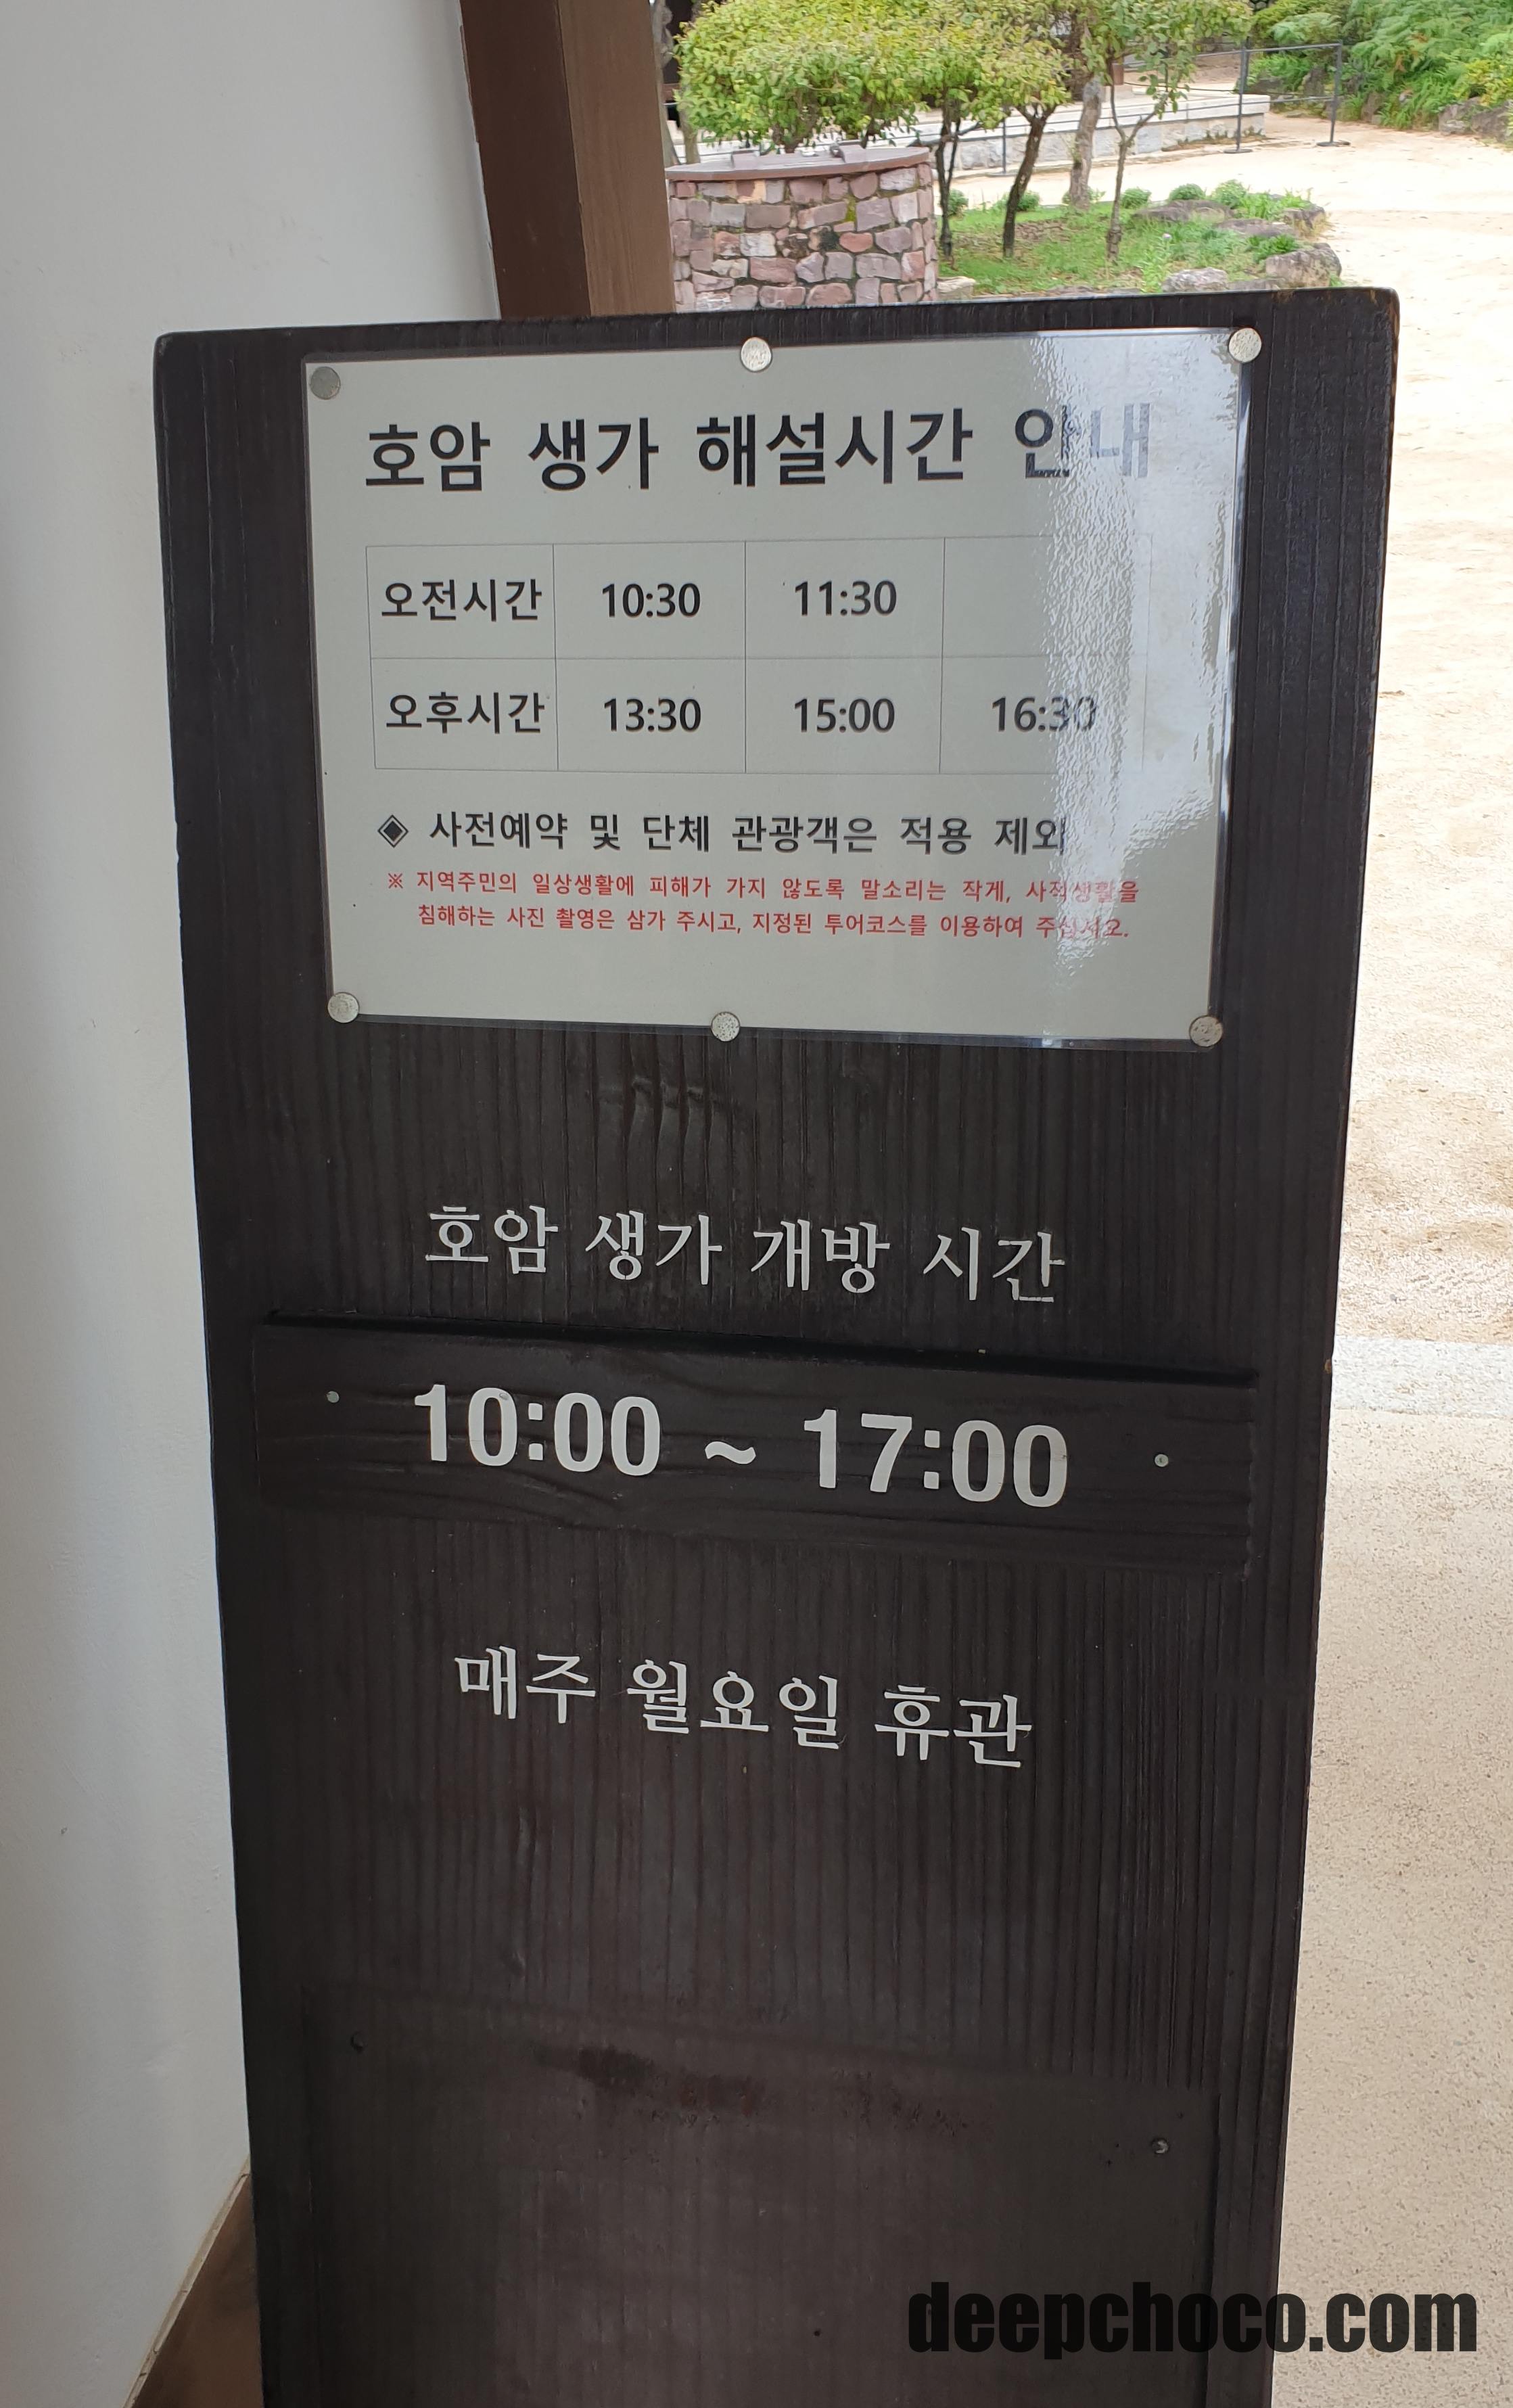 호암 생가 해설시간 안내
오전시간 10:30 11:30
오후시간 13:30 15:00 16:30
◈ 사전예약 및 단체 관광객은 적용 제외
※ 지역주민의 일상생활에 피해가 가지 않도록 말소리는 작게, 사적생활을
침해하는 사진 촬영은 삼가 주시고, 지정된 투어코스를 이용하여 주십시오.
호암 생가 개방 시간
10:00 ~ 17:00
매주 월요일 휴관
deepchoco.com